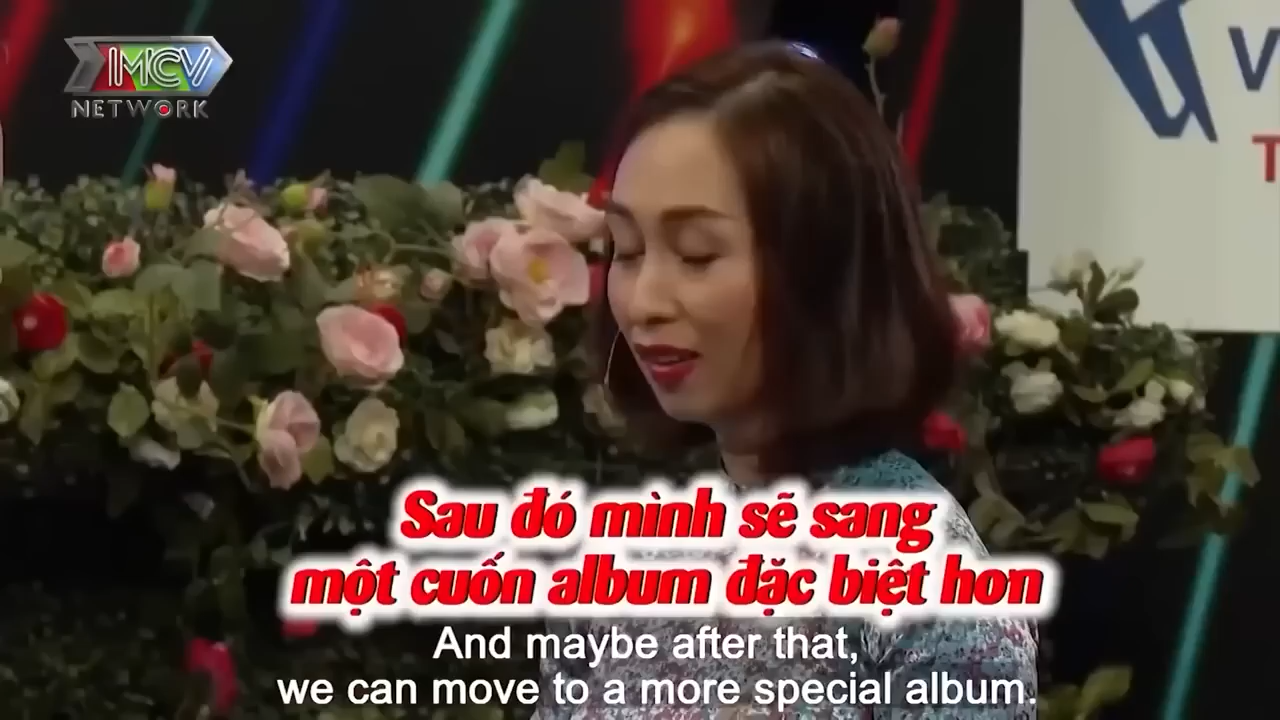 MCV
NETWORK
V
T
Sau đó mình sẽ sang
một cuốn album đặc biệt hon
And maybe after that,
we can move to a more special album.